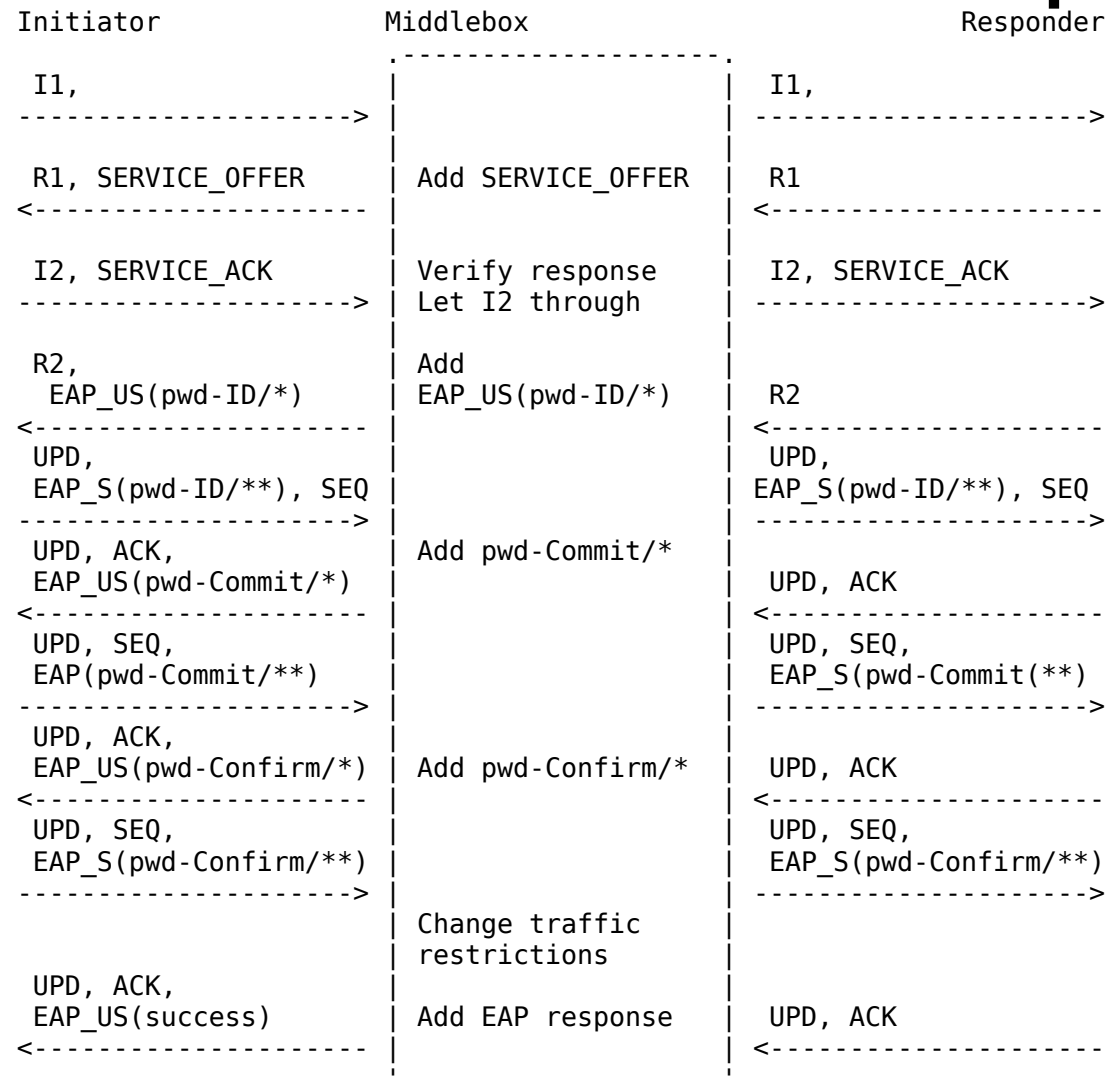 Initiator Middlebox Responder
.---------------------.
I1, | | I1,
---------------------> | | --------------------->
| |
R1, SERVICE_OFFER | Add SERVICE_OFFER | R1
<--------------------- | | <---------------------
| |
I2, SERVICE_ACK | Verify response | I2, SERVICE_ACK
---------------------> | Let I2 through | --------------------->
| |
R2, | Add |
EAP_US(pwd-ID/*) | EAP_US(pwd-ID/*) | R2
<--------------------- | | <---------------------
UPD, | | UPD,
EAP_S(pwd-ID/**), SEQ | | EAP_S(pwd-ID/**), SEQ
---------------------> | | --------------------->
UPD, ACK, | Add pwd-Commit/* |
EAP_US(pwd-Commit/*) | | UPD, ACK
<--------------------- | | <---------------------
UPD, SEQ, | | UPD, SEQ,
EAP(pwd-Commit/**) | | EAP_S(pwd-Commit(**)
---------------------> | | --------------------->
UPD, ACK, | |
EAP_US(pwd-Confirm/*) | Add pwd-Confirm/* | UPD, ACK
<--------------------- | | <---------------------
UPD, SEQ, | | UPD, SEQ,
EAP_S(pwd-Confirm/**) | | EAP_S(pwd-Confirm/**)
---------------------> | | --------------------->
| Change traffic |
| restrictions |
UPD, ACK, | |
EAP_US(success) | Add EAP response | UPD, ACK
<--------------------- | | <---------------------